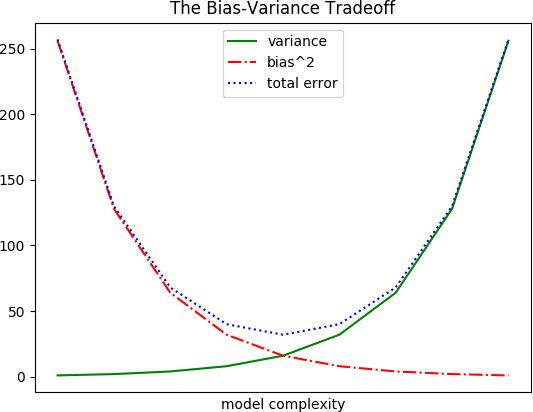 The Bias-Variance Tradeoff
variance
bias^2
total error
250
200
150
100
50
0
model complexity